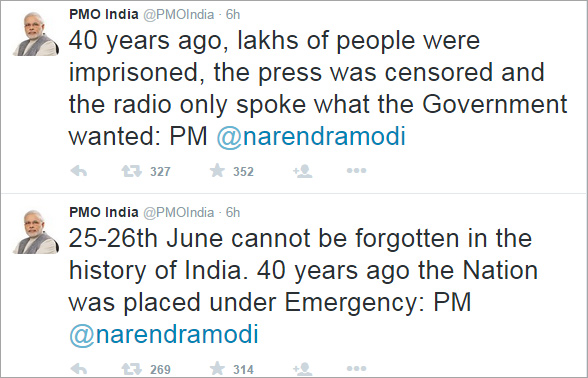 PMO India @PMOIndia · 6h
40 years ago, lakhs of people were
imprisoned, the press was censored and
the radio only spoke what the Government
wanted: PM @narendramodi
327 352
PMO India @PMOIndia · 6h
25-26th June cannot be forgotten in the
history of India. 40 years ago the Nation
was placed under Emergency: PM
@narendramodi
269 314